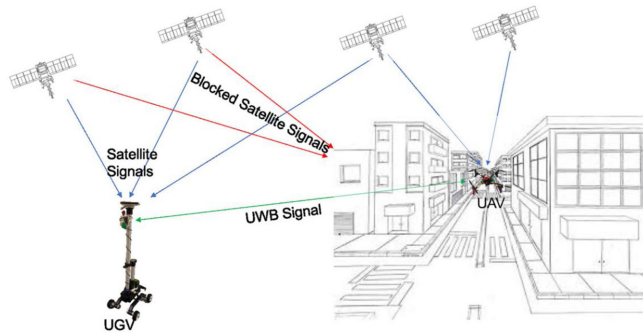 Blocked Satellite Signals
Satellite
Signals
UWB Signal
UAV
UGV